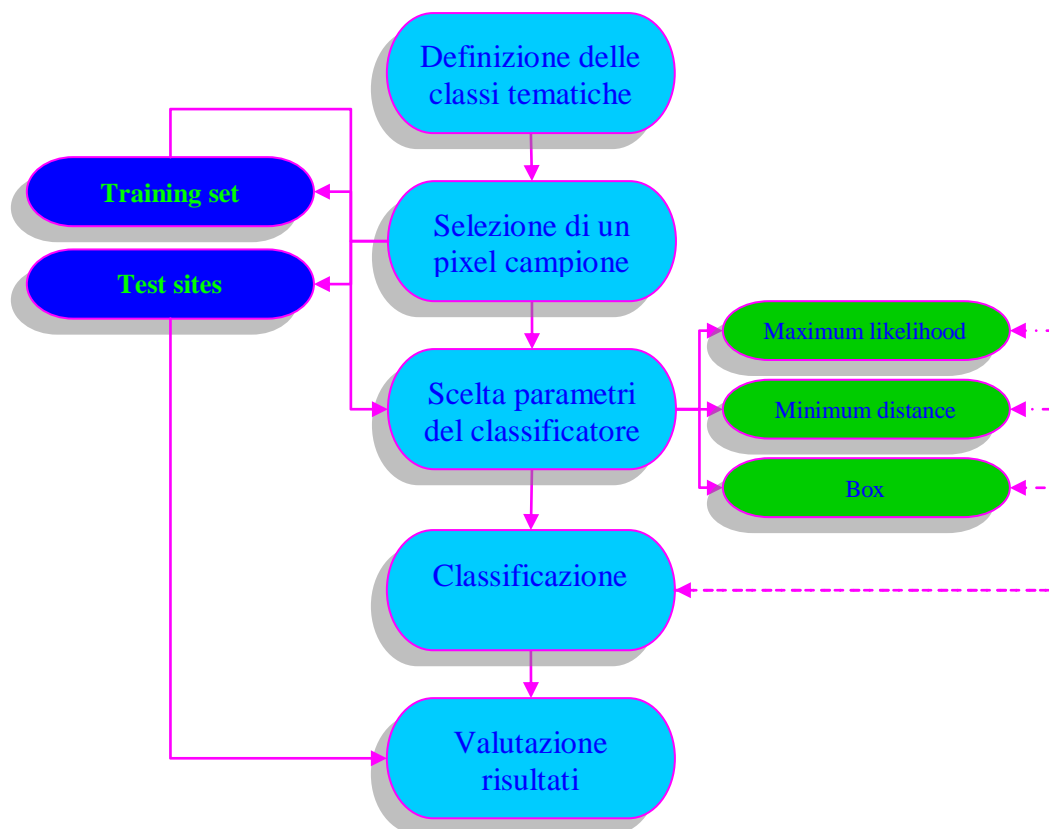 Definizione delle
classi tematiche
Training set
Selezione di un
pixel campione
Test sites
Maximum likelihood
Scelta parametri
del classificatore
Minimum distance
Box
Classificazione
Valutazione
risultati